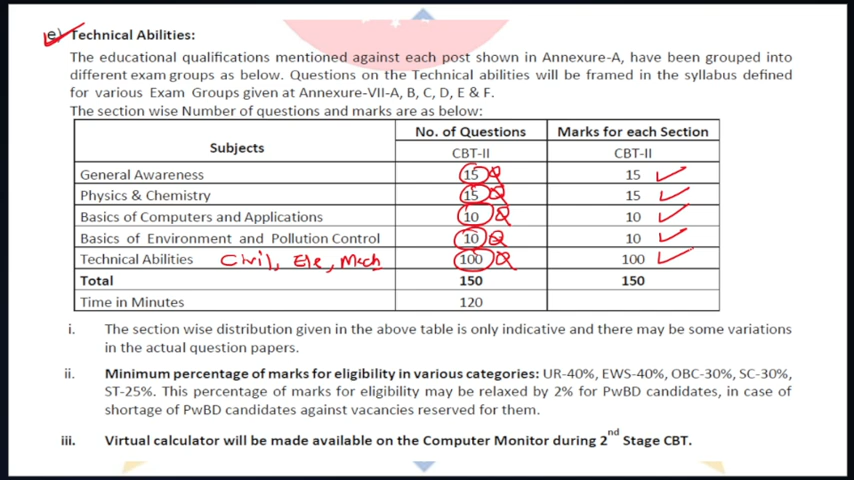 e) Technical Abilities:
The educational qualifications mentioned against each post shown in Annexure-A, have been grouped into
different exam groups as below. Questions on the Technical abilities will be framed in the syllabus defined
for various Exam Groups given at Annexure-VII-A, B, C, D, E & F.
The section wise Number of questions and marks are as below:
Subjects No. of Questions Marks for each Section
CBT-II CBT-II
General Awareness 15 Q 15
Physics & Chemistry 15 Q 15
Basics of Computers and Applications 10 Q 10
Basics of Environment and Pollution Control 10 Q 10
Technical Abilities Civil, Ele, Mech 100 Q 100
Total 150 150
Time in Minutes 120
i. The section wise distribution given in the above table is only indicative and there may be some variations
in the actual question papers.
ii. Minimum percentage of marks for eligibility in various categories: UR-40%, EWS-40%, OBC-30%, SC-30%,
ST-25%. This percentage of marks for eligibility may be relaxed by 2% for PwBD candidates, in case of
shortage of PwBD candidates against vacancies reserved for them.
iii. Virtual calculator will be made available on the Computer Monitor during 2nd Stage CBT.